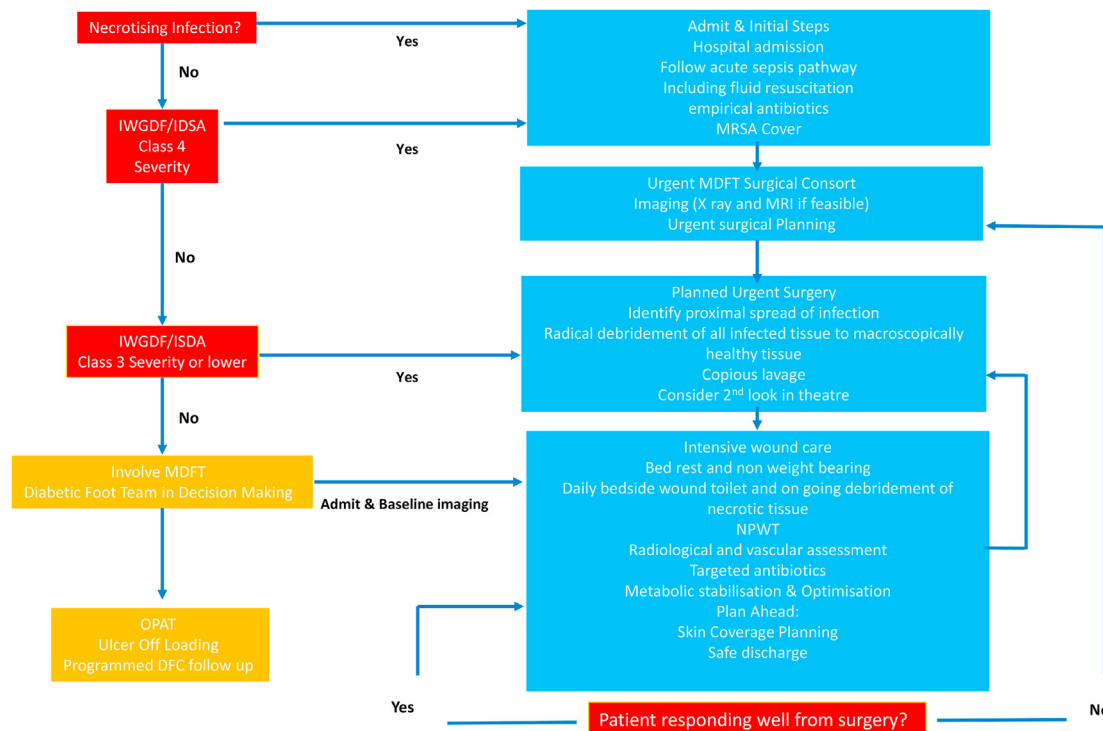 Necrotising Infection?
Yes
No
Admit & Initial Steps
Hospital admission
Follow acute sepsis pathway
Including fluid resuscitation
empirical antibiotics
MRSA Cover
IWGDF/IDSA
Class 4
Severity
Yes
No
Urgent MDFT Surgical Consort
Imaging (X ray and MRI if feasible)
Urgent surgical Planning
Planned Urgent Surgery
Identify proximal spread of infection
Radical debridement of all infected tissue to macroscopically
healthy tissue
Copious lavage
Consider 2nd look in theatre
IWGDF/ISDA
Class 3 Severity or lower
Yes
No
Involve MDFT
Diabetic Foot Team in Decision Making
Admit & Baseline imaging
Intensive wound care
Bed rest and non weight bearing
Daily bedside wound toilet and on going debridement of
necrotic tissue
NPWT
Radiological and vascular assessment
Targeted antibiotics
Metabolic stabilisation & Optimisation
Plan Ahead:
Skin Coverage Planning
Safe discharge
OPAT
Ulcer Off Loading
Programmed DFC follow up
Yes
Patient responding well from surgery?
No